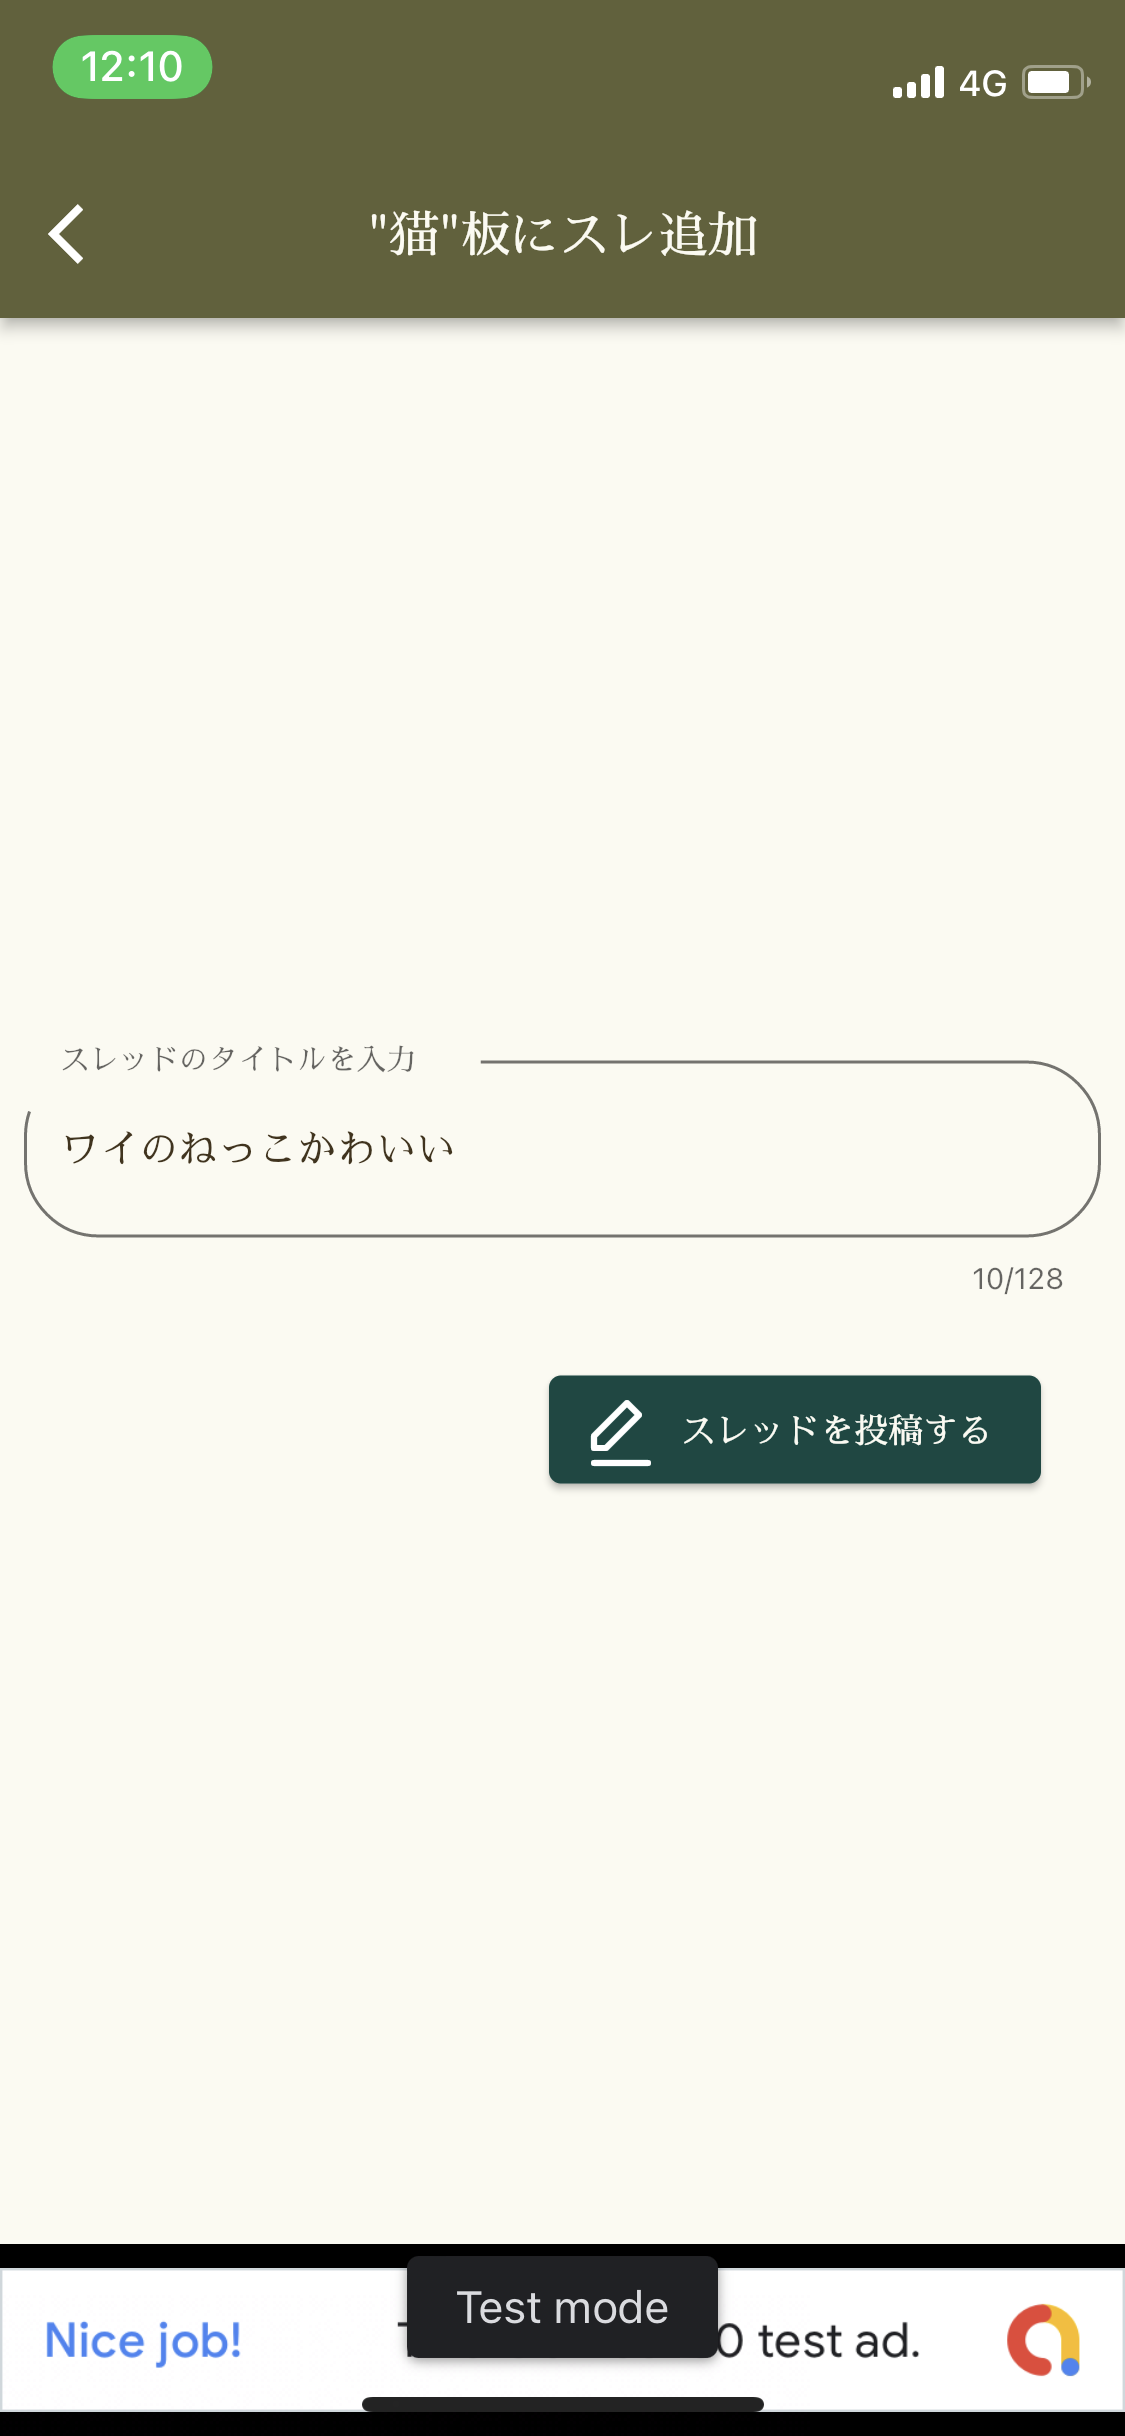 12:10
4G
"猫"板にスレ追加
スレッドのタイトルを入力
ワイのねっこかわいい
10/128
スレッドを投稿する
Test mode
Nice job!
0 test ad.